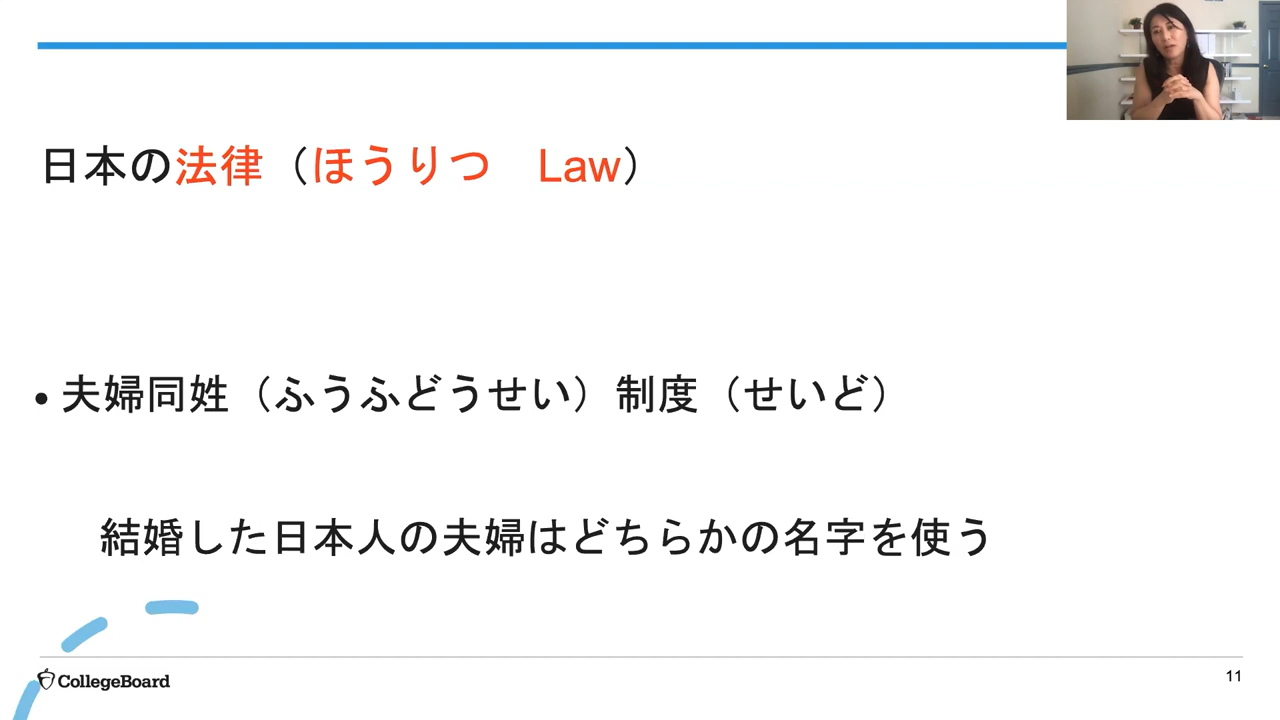 日本の法律（ほうりつ　Law）
• 夫婦同姓（ふうふどうせい）制度（せいど）
結婚した日本人の夫婦はどちらかの名字を使う
CollegeBoard
11